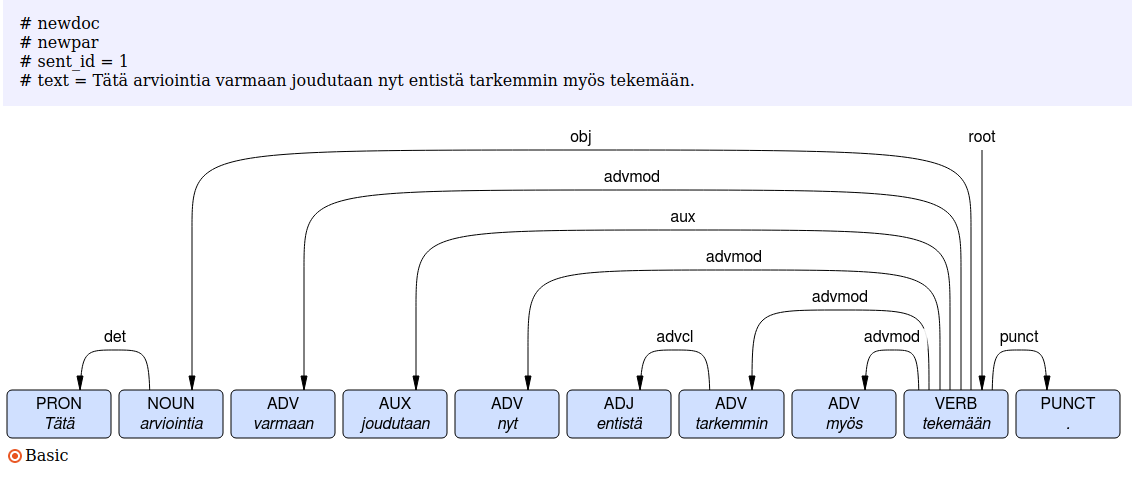 # newdoc
# newpar
# sent_id = 1
# text = Tätä arviointia varmaan joudutaan nyt entistä tarkemmin myös tekemään.
obj root
advmod
aux
advmod
advmod
det advcl advmod punct
PRON NOUN ADV AUX ADV ADJ ADV ADV VERB PUNCT
Tätä arviointia varmaan joudutaan nyt entistä tarkemmin myös tekemään .
Basic